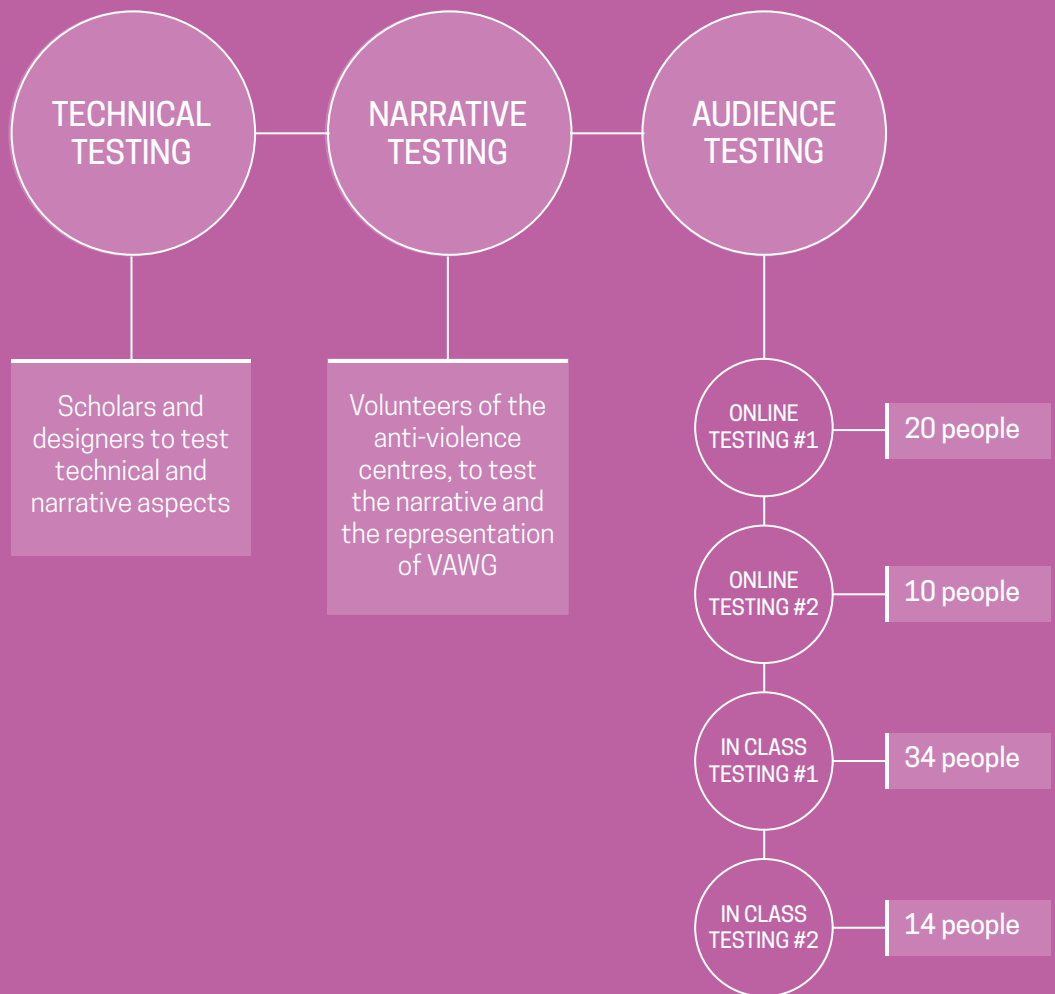 TECHNICAL
TESTING
NARRATIVE
TESTING
AUDIENCE
TESTING
Scholars and
designers to test
technical and
narrative aspects
Volunteers of the
anti-violence
centres, to test
the narrative and
the representation
of VAWG
ONLINE
TESTING #1
20 people
ONLINE
TESTING #2
10 people
IN CLASS
TESTING #1
34 people
IN CLASS
TESTING #2
14 people